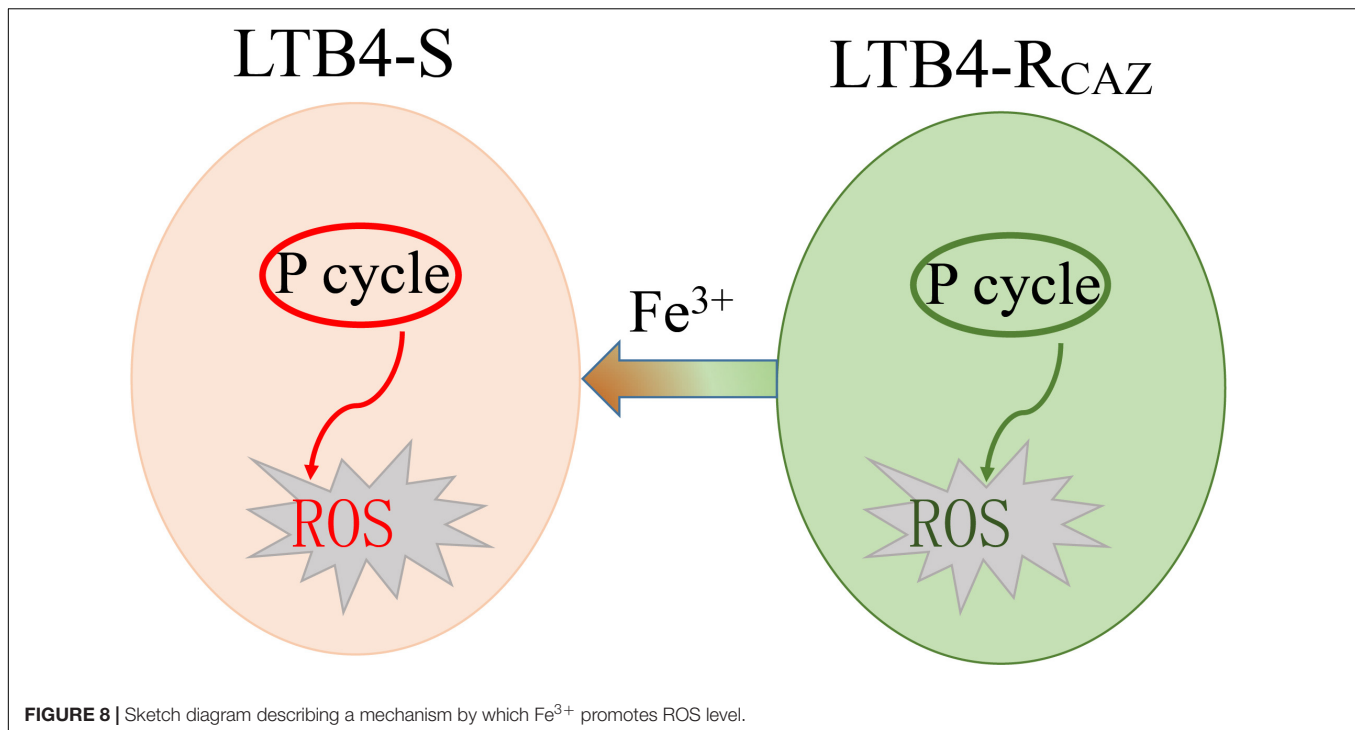 LTB4-S
LTB4-R_CAZ
P cycle
Fe³⁺
P cycle
ROS
ROS
FIGURE 8 | Sketch diagram describing a mechanism by which Fe³⁺ promotes ROS level.